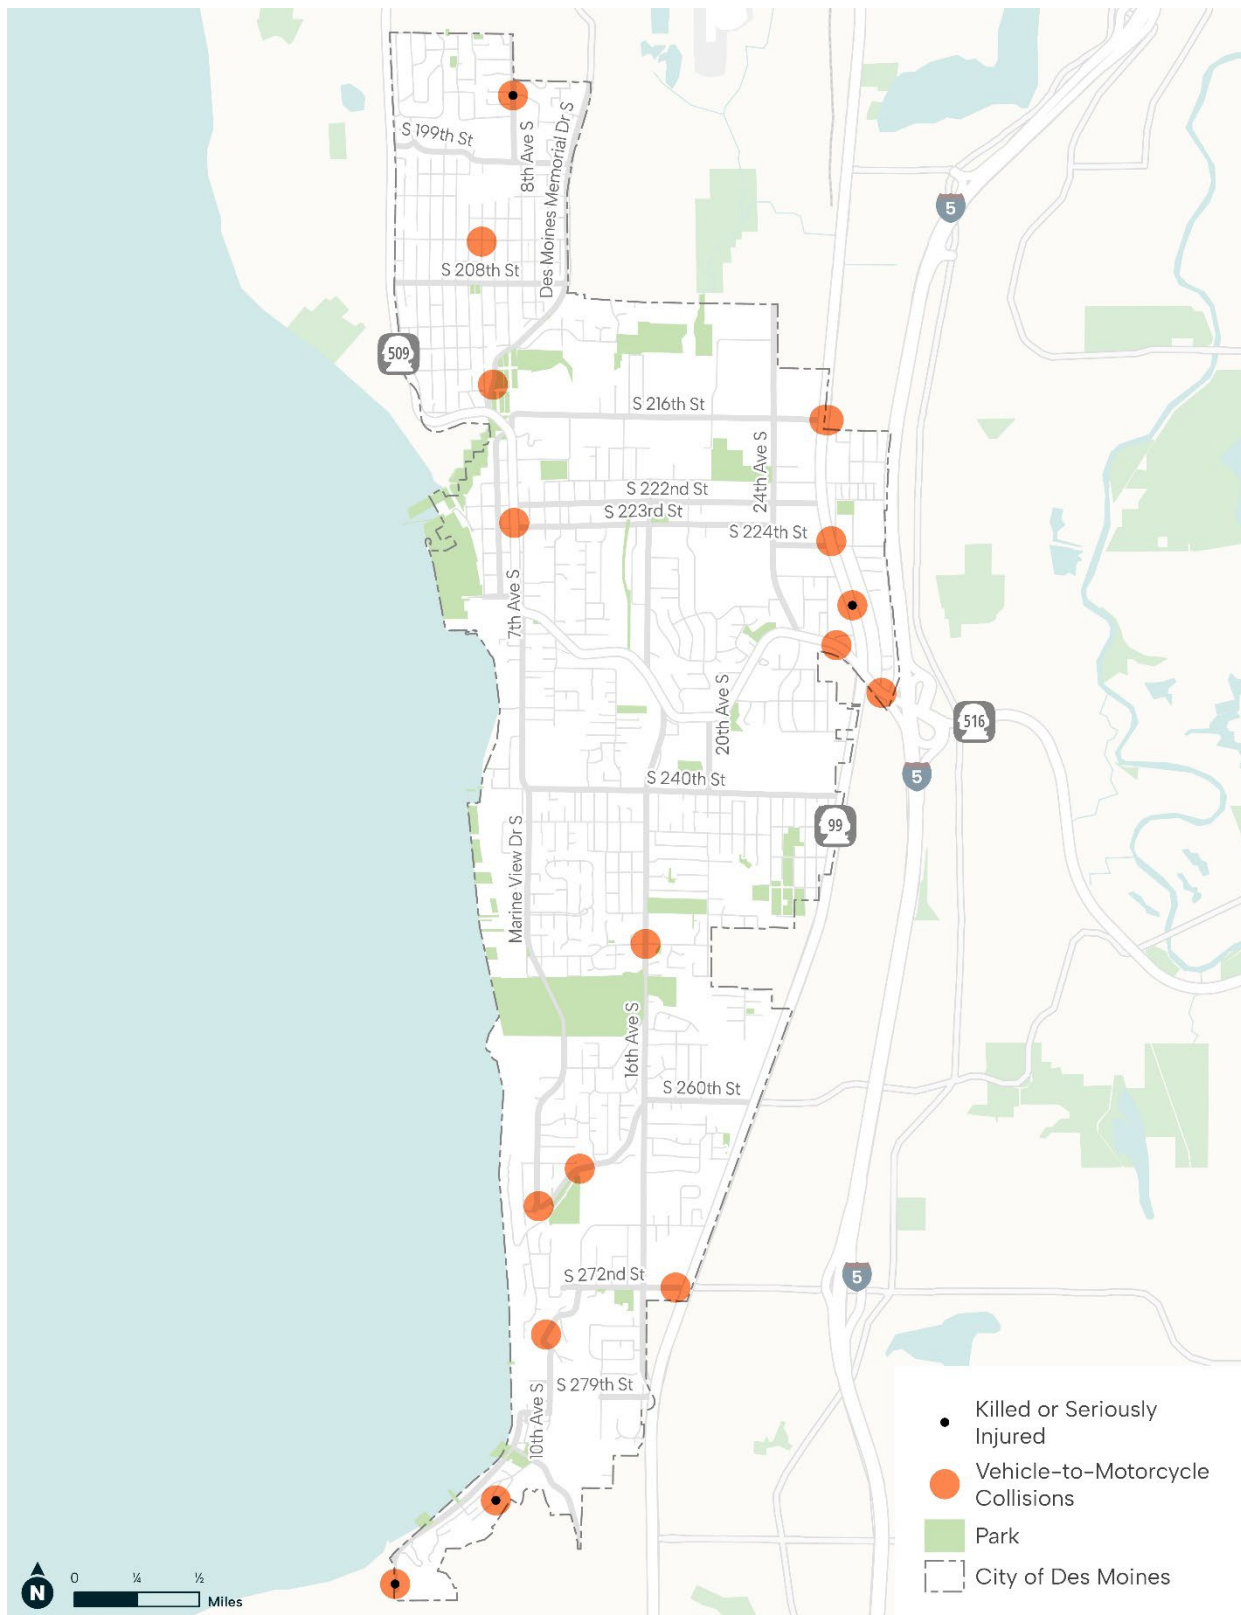 S 199th St
8th Ave S
Des Moines Memorial Dr S
5
S 208th St
509
S 216th St
24th Ave S
S 222nd St
S 223rd St
S 224th St
7th Ave S
20th Ave S
516
5
S 240th St
99
Marine View Dr S
16th Ave S
S 260th St
S 272nd St
5
S 279th St
10th Ave S
Killed or Seriously
Injured
Vehicle-to-Motorcycle
Collisions
Park
City of Des Moines
N
0 ¼ ½
Miles